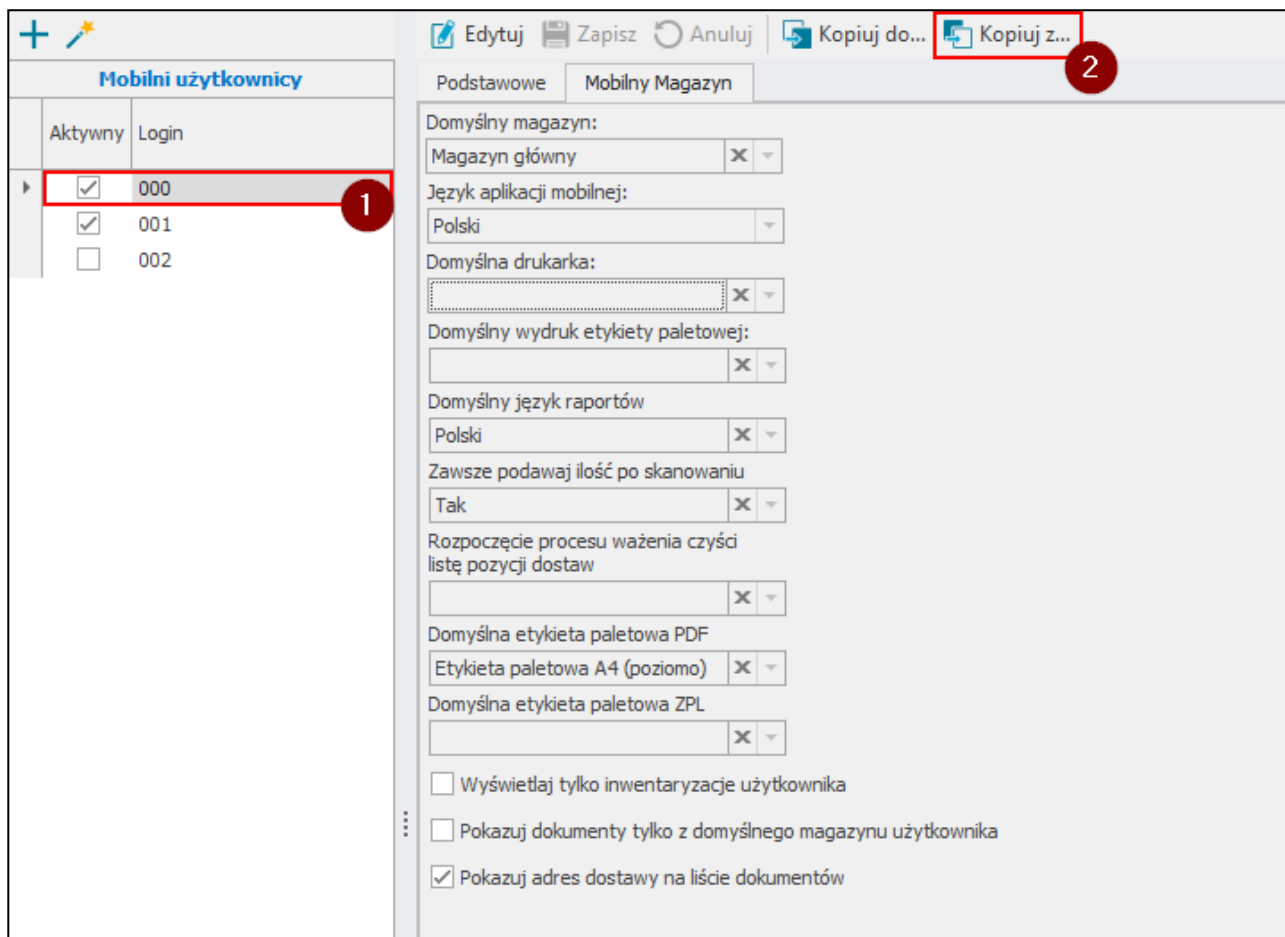 Edytuj Zapisz Anuluj Kopiuj do... Kopiuj z...
2
Mobilni użytkownicy
Podstawowe Mobilny Magazyn
Aktywny Login
000
1
001
002
Domyślny magazyn:
Magazyn główny
Język aplikacji mobilnej:
Polski
Domyślna drukarka:
Domyślny wydruk etykiety paletowej:
Domyślny język raportów
Polski
Zawsze podawaj ilość po skanowaniu
Tak
Rozpoczęcie procesu ważenia czyści
listę pozycji dostaw
Domyślna etykieta paletowa PDF
Etykieta paletowa A4 (poziomo)
Domyślna etykieta paletowa ZPL
Wyświetlaj tylko inwentaryzacje użytkownika
Pokazuj dokumenty tylko z domyślnego magazynu użytkownika
Pokazuj adres dostawy na liście dokumentów